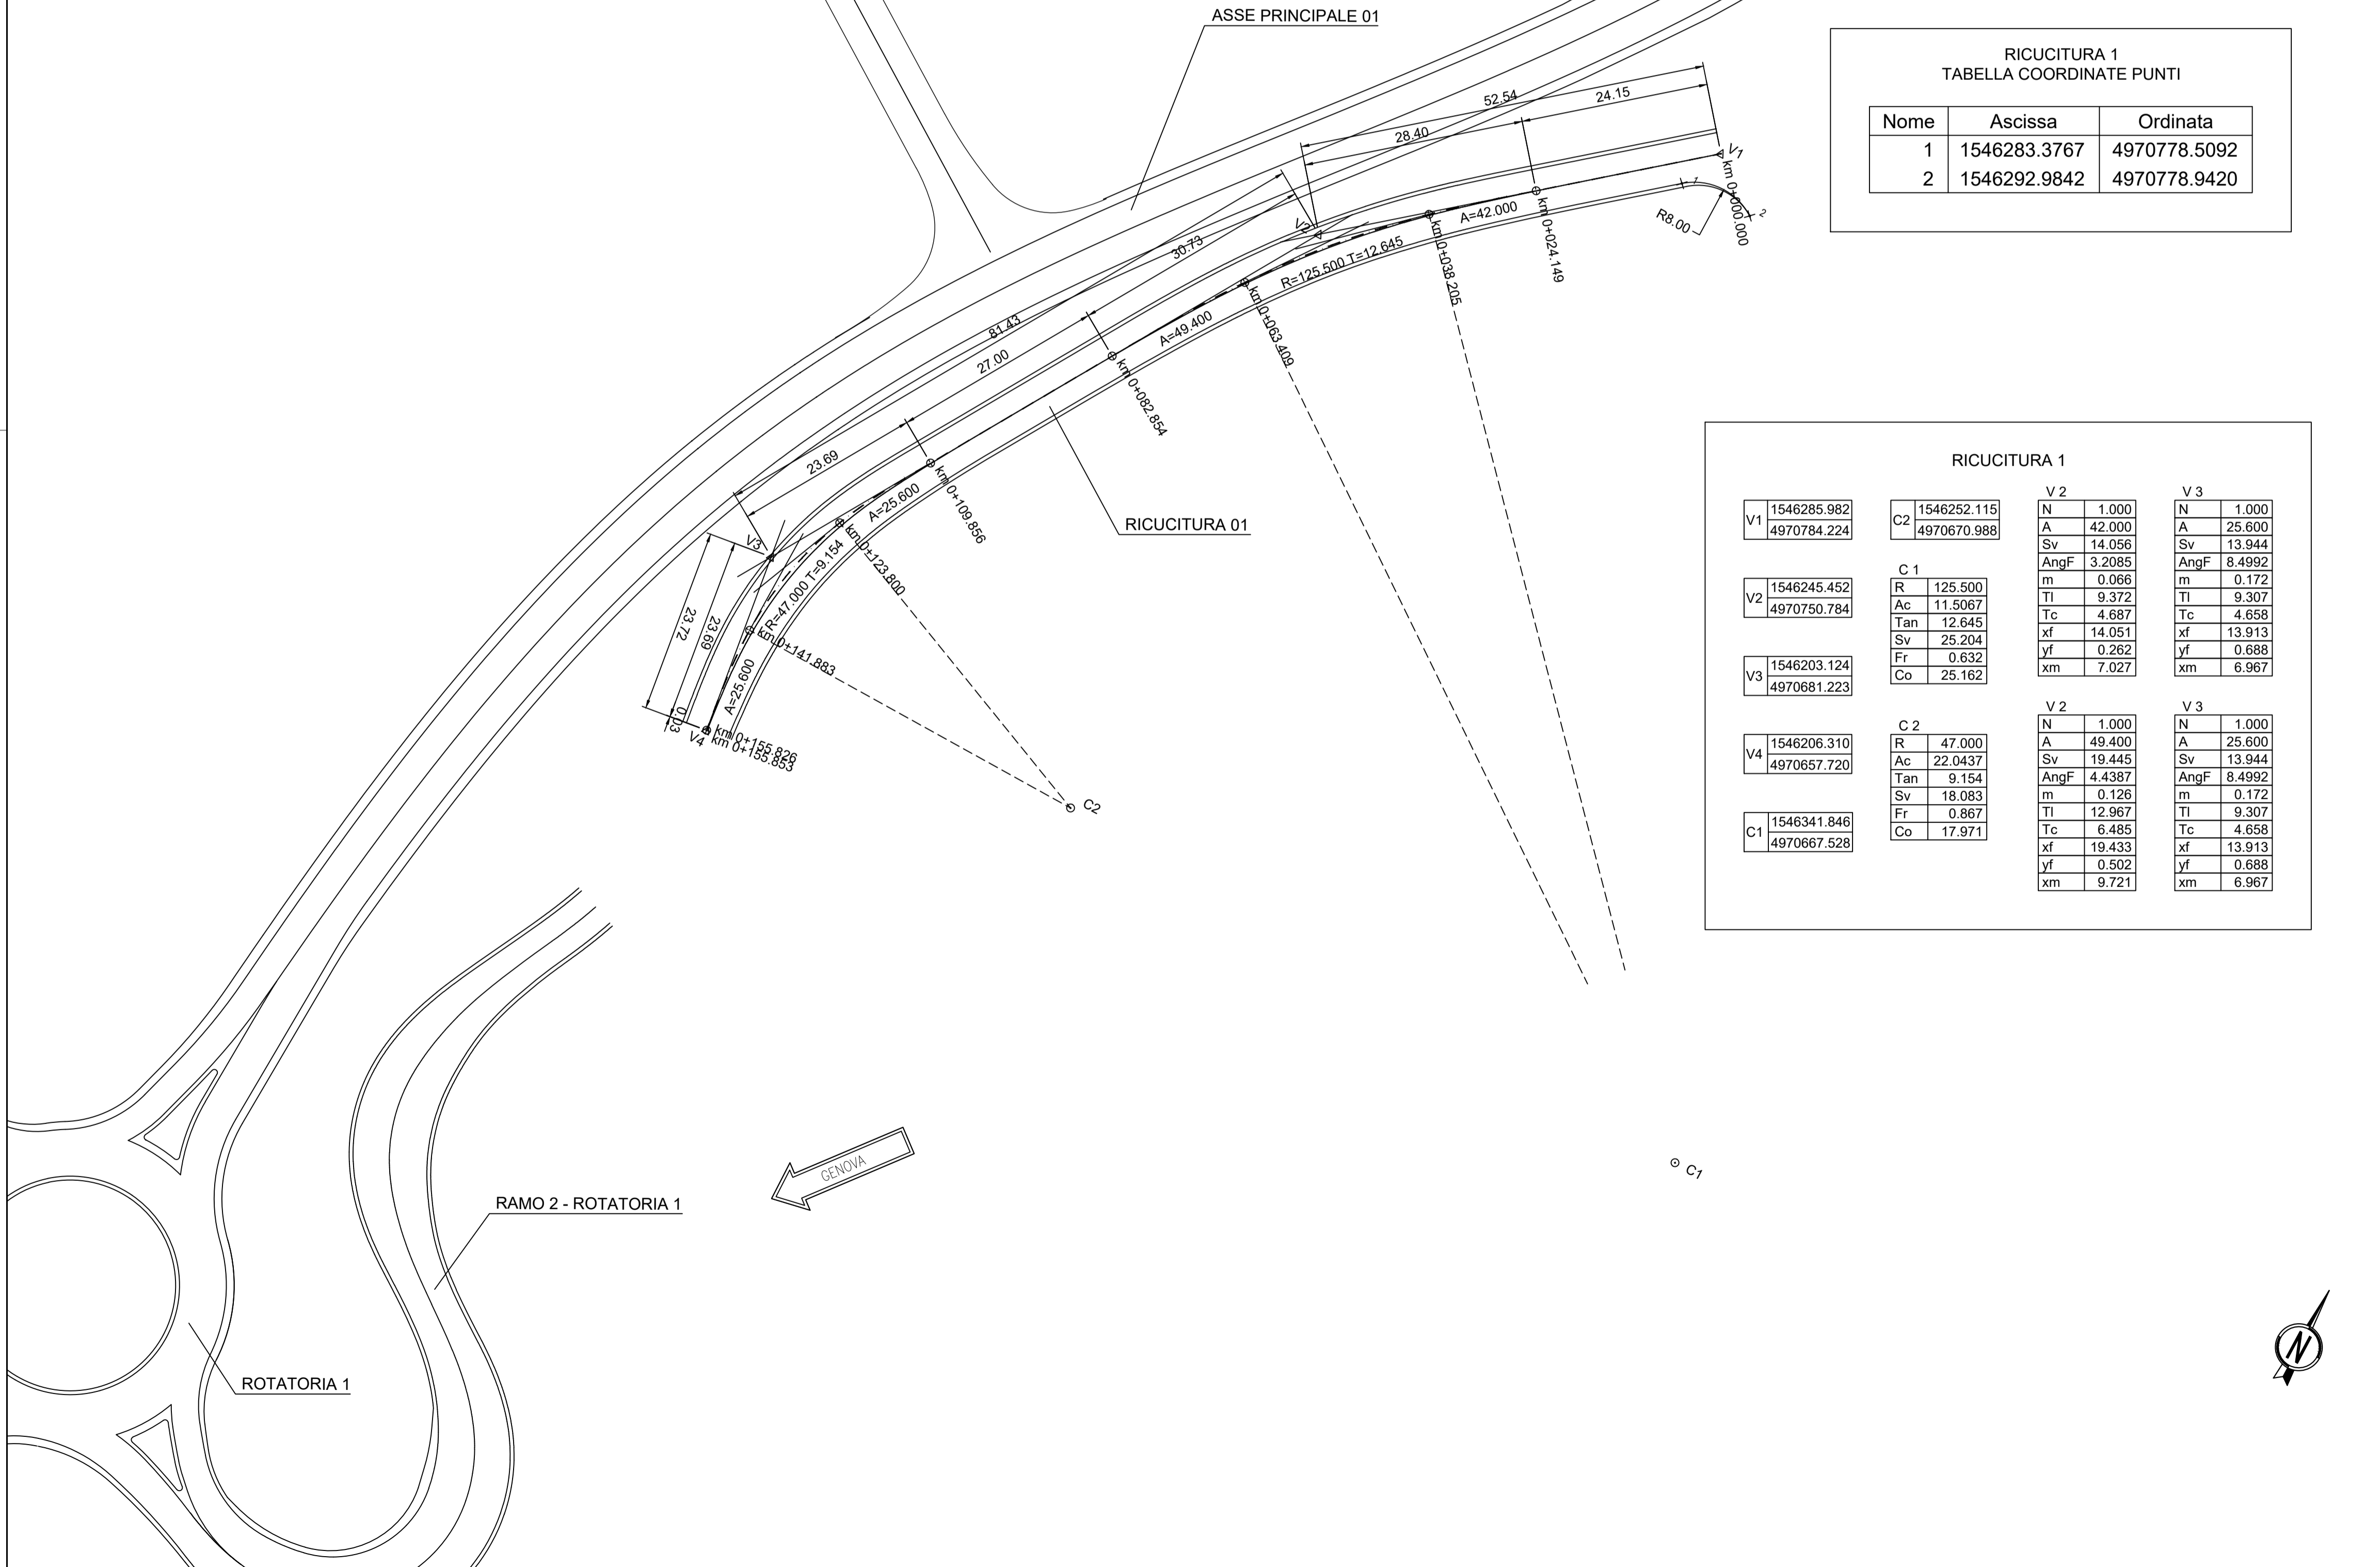 ASSE PRINCIPALE 01
RICUCITURA 1
TABELLA COORDINATE PUNTI
Nome Ascissa Ordinata
1 1546283.3767 4970778.5092
2 1546292.9842 4970778.9420
52.54
24.15
28.40
V1
km 0+000.000
1
2
R8.00
A=42.000
km 0+024.149
V2
km 0+038.205
R=125.500 T=12.645
30.73
km 0+063.409
A=49.400
81.43
27.00
km 0+082.854
23.69
A=25.600
km 0+109.856
RICUCITURA 01
V3
km 0+123.800
R=47.000 T=9.154
23.72
23.69
km 0+141.883
A=25.600
0.03
V4
km 0+155.826
km 0+155.853
C2
C1
RICUCITURA 1
V1 1546285.982
4970784.224
V2 1546245.452
4970750.784
V3 1546203.124
4970681.223
V4 1546206.310
4970657.720
C1 1546341.846
4970667.528
C2 1546252.115
4970670.988
C 1
R 125.500
Ac 11.5067
Tan 12.645
Sv 25.204
Fr 0.632
Co 25.162
C 2
R 47.000
Ac 22.0437
Tan 9.154
Sv 18.083
Fr 0.867
Co 17.971
V 2
N 1.000
A 42.000
Sv 14.056
AngF 3.2085
m 0.066
Tl 9.372
Tc 4.687
xf 14.051
yf 0.262
xm 7.027
V 2
N 1.000
A 49.400
Sv 19.445
AngF 4.4387
m 0.126
Tl 12.967
Tc 6.485
xf 19.433
yf 0.502
xm 9.721
V 3
N 1.000
A 25.600
Sv 13.944
AngF 8.4992
m 0.172
Tl 9.307
Tc 4.658
xf 13.913
yf 0.688
xm 6.967
V 3
N 1.000
A 25.600
Sv 13.944
AngF 8.4992
m 0.172
Tl 9.307
Tc 4.658
xf 13.913
yf 0.688
xm 6.967
GENOVA
RAMO 2 - ROTATORIA 1
ROTATORIA 1
N